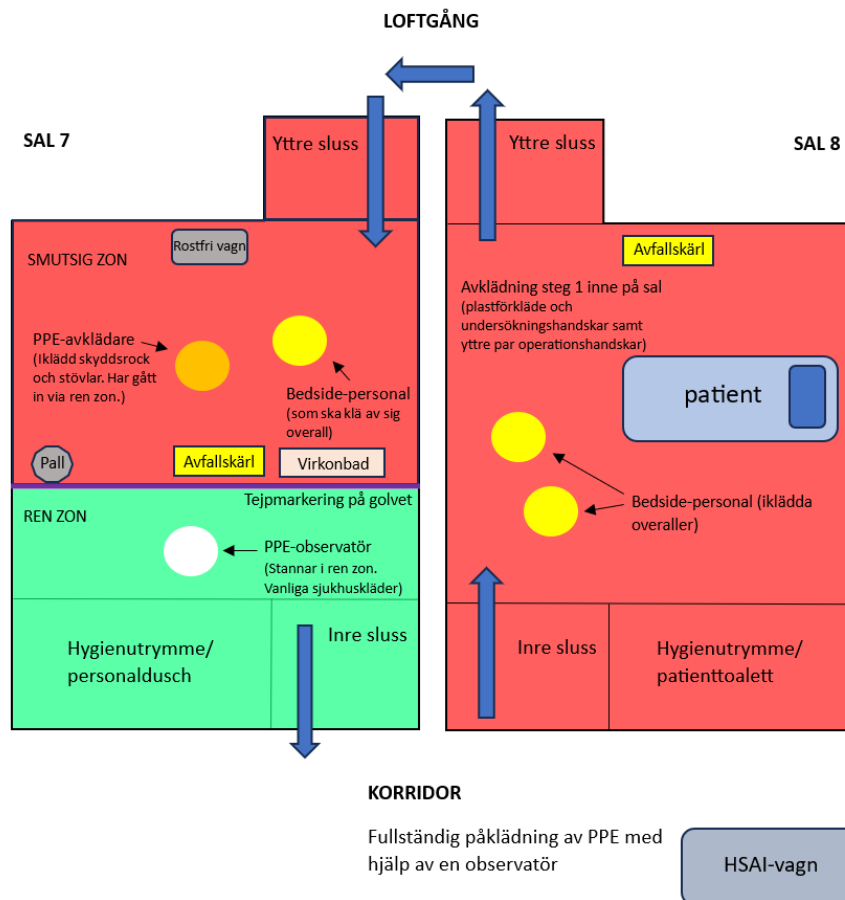 LOFTGÅNG
SAL 7
Yttre sluss
Rostfri vagn
SMUTSIG ZON
PPE-avklädare
(Iklädd skyddsrock
och stövlar. Har gått
in via ren zon.)
Bedside-personal
(som ska klä av sig
overall)
Pall
Avfallskärl
Virkonbad
Tejpmarkering på golvet
REN ZON
PPE-observatör
(Stannar i ren zon.
Vanliga sjukhuskläder)
Hygienutrymme/
personaldusch
Inre sluss
SAL 8
Yttre sluss
Avfallskärl
Avklädning steg 1 inne på sal
(plastförkläde och
undersökningshandskar samt
yttre par operationshandskar)
patient
Bedside-personal (iklädda
overaller)
Inre sluss
Hygienutrymme/
patienttoalett
KORRIDOR
Fullständig påklädning av PPE med
hjälp av en observatör
HSAI-vagn